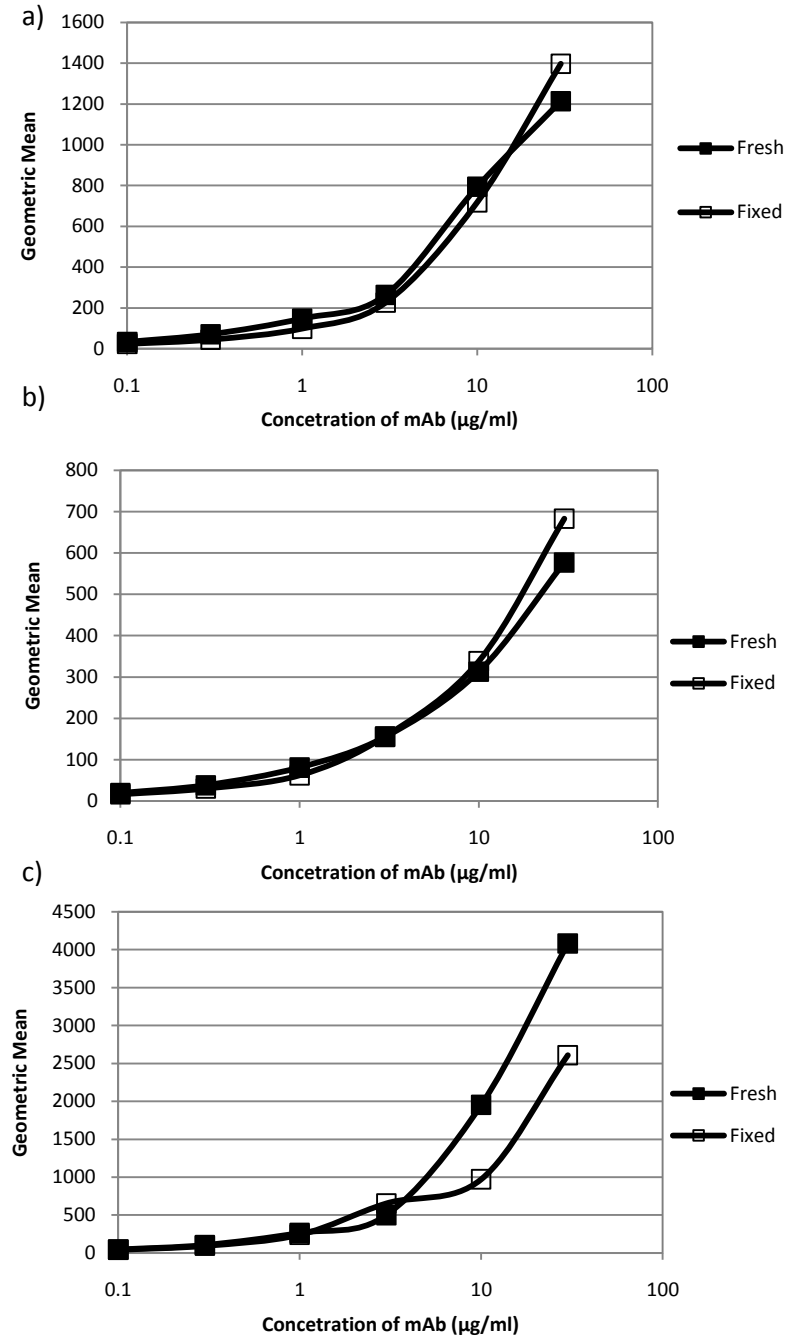 a)
1600
1400
1200
1000
800
600
400
200
0
Geometric Mean
0.1
1
10
100
Concetration of mAb (µg/ml)
Fresh
Fixed
b)
800
700
600
500
400
300
200
100
0
Geometric Mean
0.1
1
10
100
Concetration of mAb (µg/ml)
Fresh
Fixed
c)
4500
4000
3500
3000
2500
2000
1500
1000
500
0
Geometric Mean
0.1
1
10
100
Concetration of mAb (µg/ml)
Fresh
Fixed